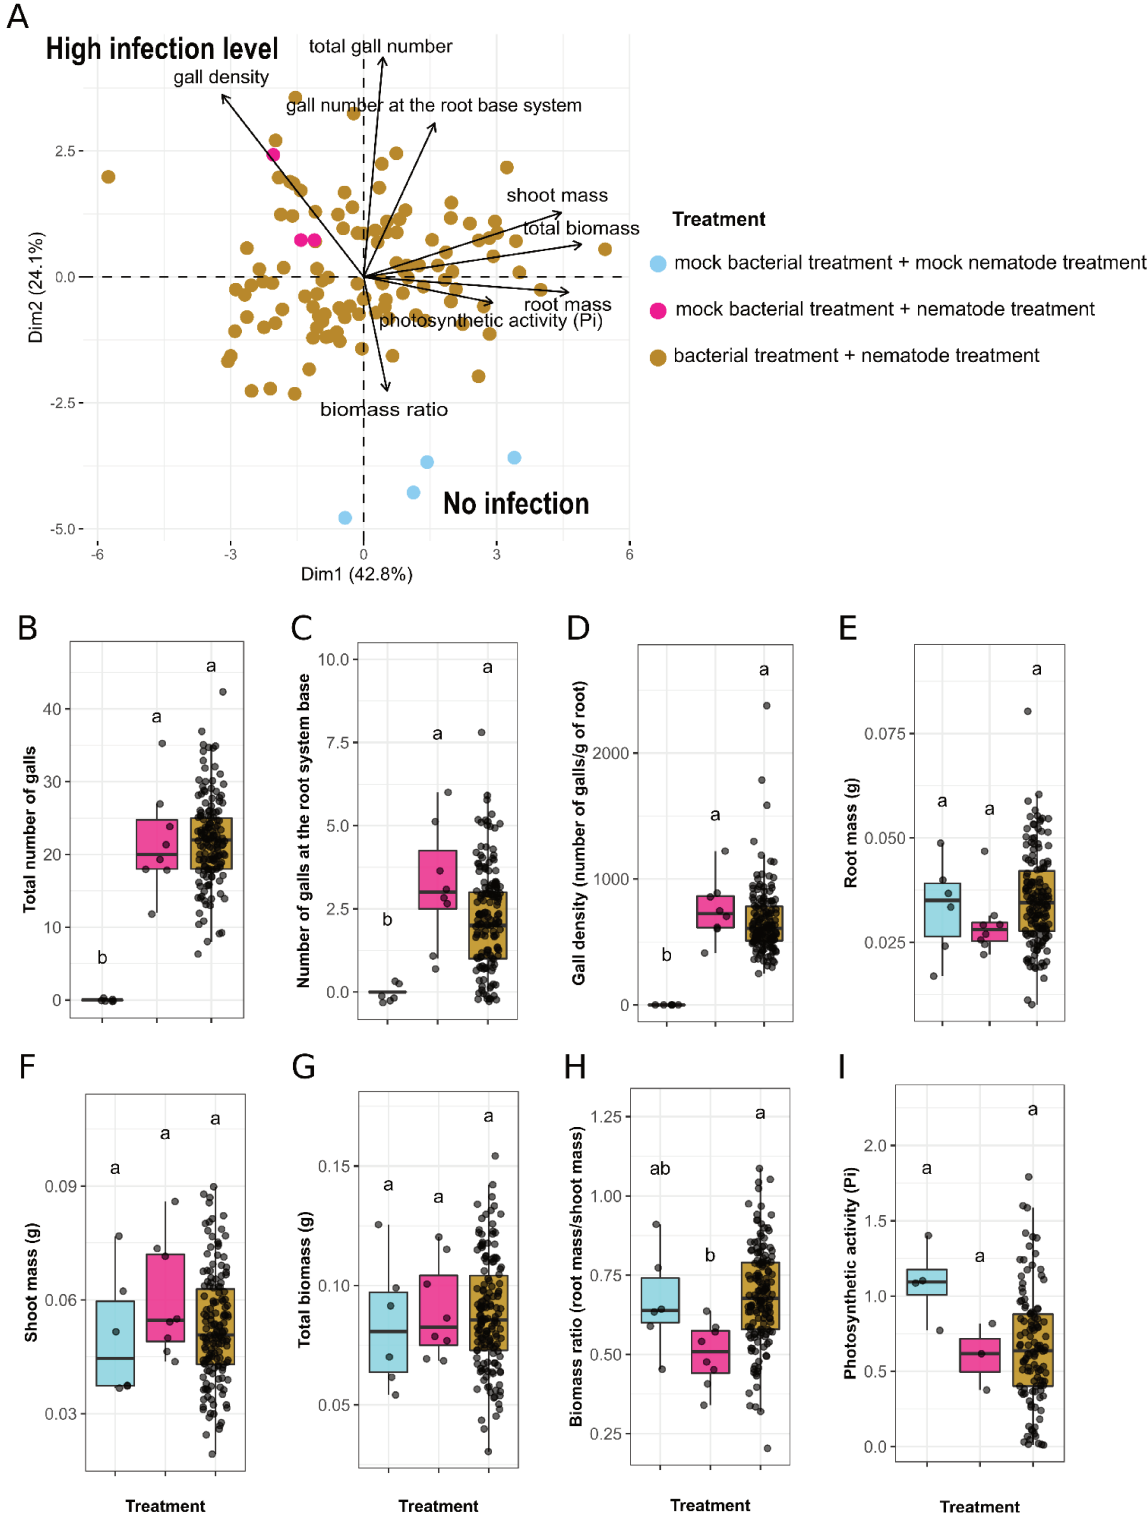 A
High infection level
total gall number
gall density
gall number at the root base system
shoot mass
total biomass
root mass
photosynthetic activity (Pi)
biomass ratio
No infection
Dim2 (24.1%)
2.5
0.0
-2.5
-5.0
-6
-3
0
3
6
Dim1 (42.8%)
Treatment
mock bacterial treatment + mock nematode treatment
mock bacterial treatment + nematode treatment
bacterial treatment + nematode treatment
B
Total number of galls
40
30
20
10
0
b
a
a
C
Number of galls at the root system base
10.0
7.5
5.0
2.5
0.0
b
a
a
D
Gall density (number of galls/g of root)
2000
1000
0
b
a
a
E
Root mass (g)
0.075
0.050
0.025
a
a
a
F
Shoot mass (g)
0.09
0.06
0.03
a
a
a
Treatment
G
Total biomass (g)
0.15
0.10
0.05
a
a
a
Treatment
H
Biomass ratio (root mass/shoot mass)
1.25
1.00
0.75
0.50
0.25
ab
b
a
Treatment
I
Photosynthetic activity (Pi)
2.0
1.5
1.0
0.5
0.0
a
a
a
Treatment